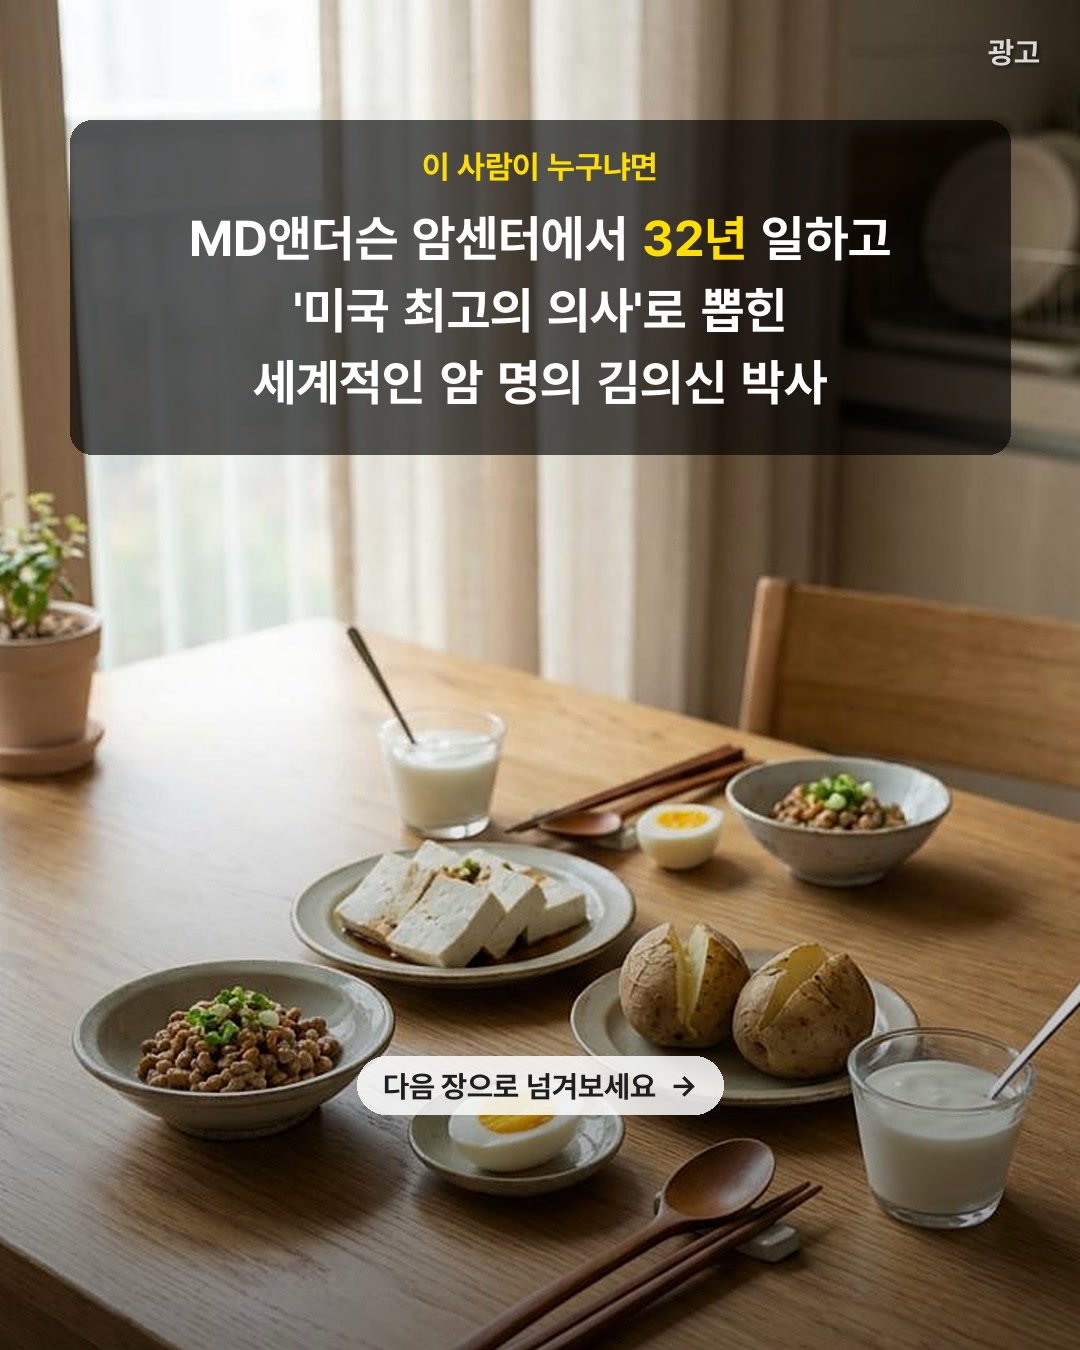 광고
이 사람이 누구냐면
MD앤더슨 암센터에서 32년 일하고
'미국 최고의 의사'로 뽑힌
세계적인 암 명의 김의신 박사
다음 장으로 넘겨보세요 →